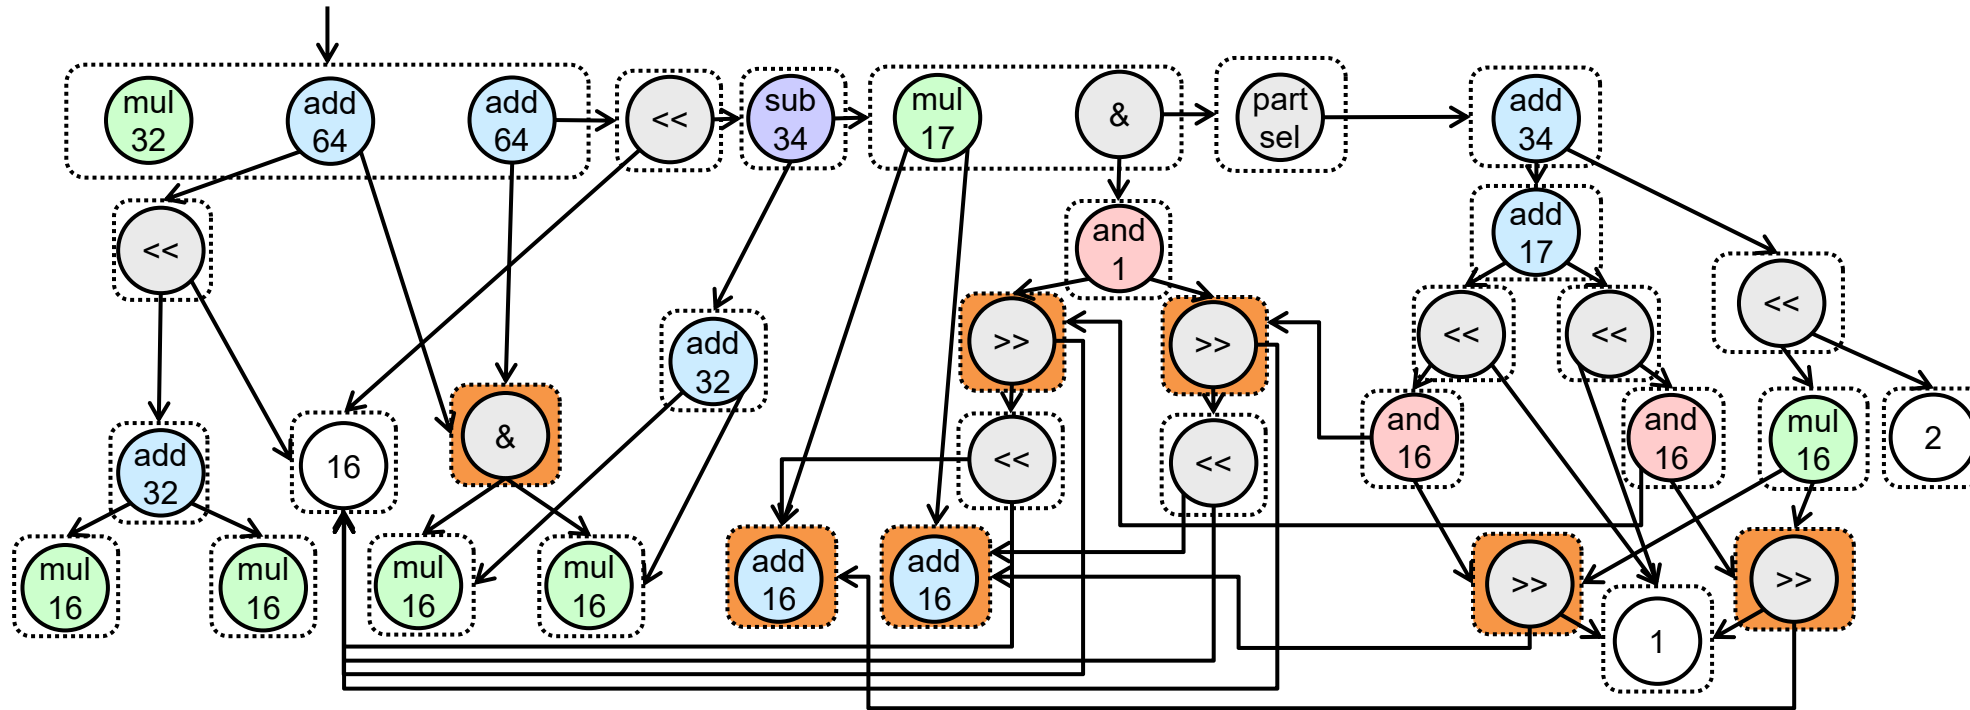 mul
32
add
64
add
64
<<
sub
34
mul
17
&
part
sel
add
34
<<
and
1
add
17
<<
add
32
>>
>>
<<
<<
add
32
16
&
<<
<<
and
16
and
16
mul
16
2
mul
16
mul
16
mul
16
mul
16
add
16
add
16
>>
1
>>